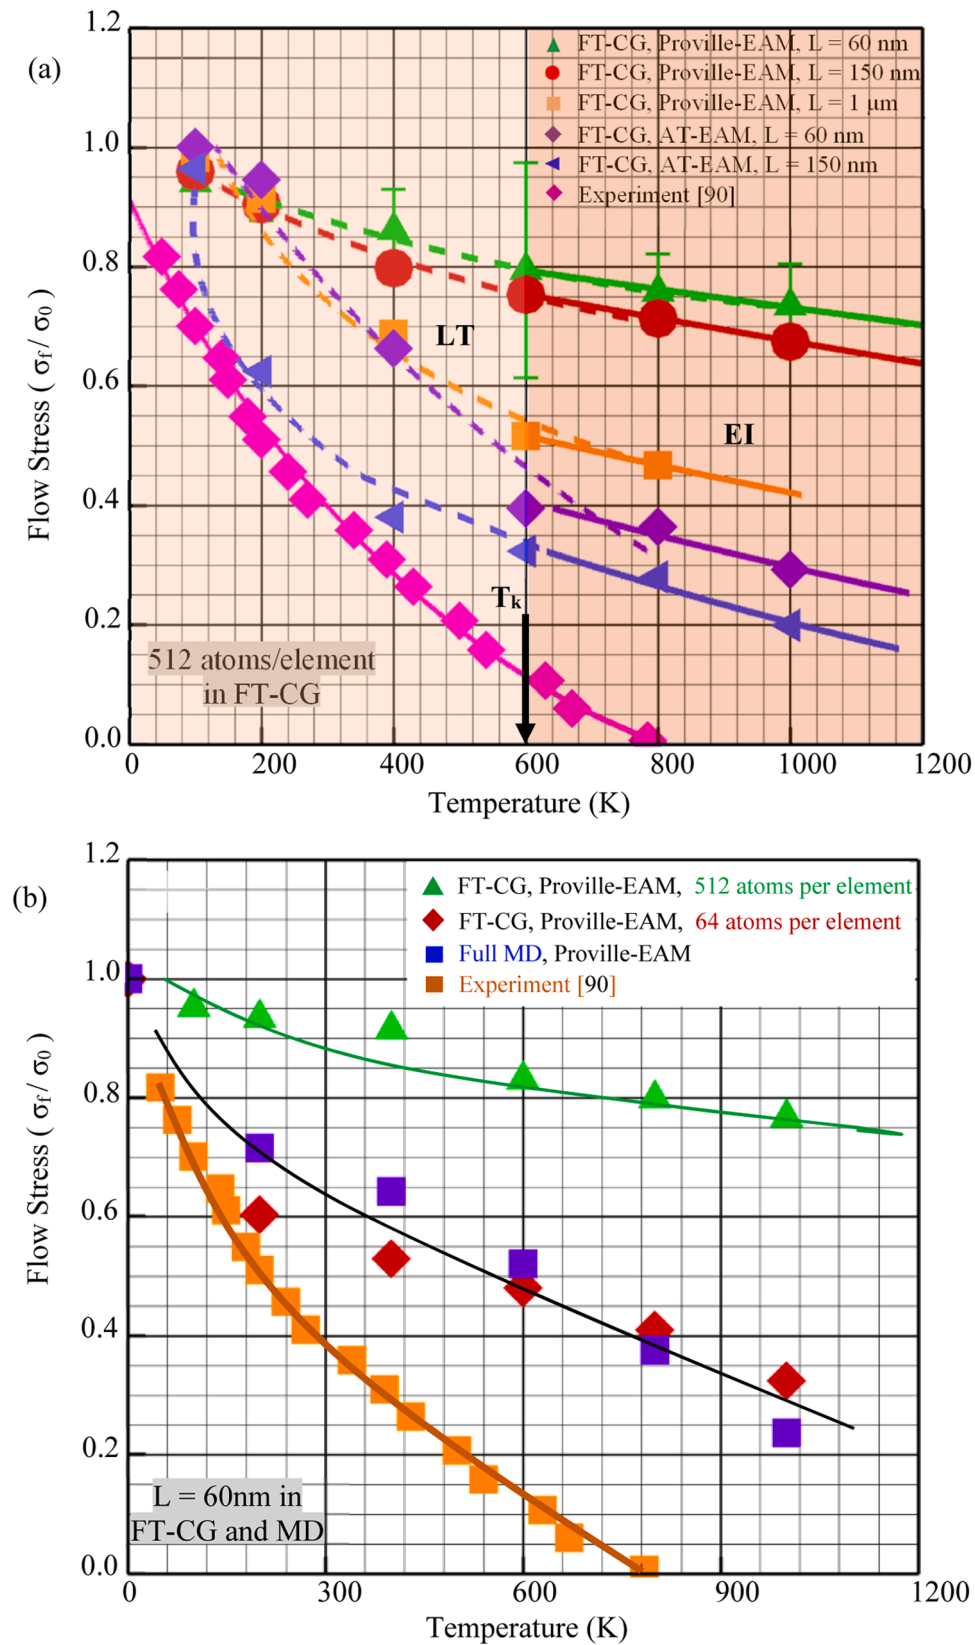 (a)
1.2
1.0
0.8
0.6
0.4
0.2
0.0
Flow Stress ( σf / σ0 )
FT-CG, Proville-EAM, L = 60 nm
FT-CG, Proville-EAM, L = 150 nm
FT-CG, Proville-EAM, L = 1 μm
FT-CG, AT-EAM, L = 60 nm
FT-CG, AT-EAM, L = 150 nm
Experiment [90]
LT
EI
Tk
512 atoms/element
in FT-CG
0 200 400 600 800 1000 1200
Temperature (K)
(b)
1.2
1.0
0.8
0.6
0.4
0.2
0.0
Flow Stress ( σf / σ0 )
FT-CG, Proville-EAM, 512 atoms per element
FT-CG, Proville-EAM, 64 atoms per element
Full MD, Proville-EAM
Experiment [90]
L = 60nm in
FT-CG and MD
0 300 600 900 1200
Temperature (K)